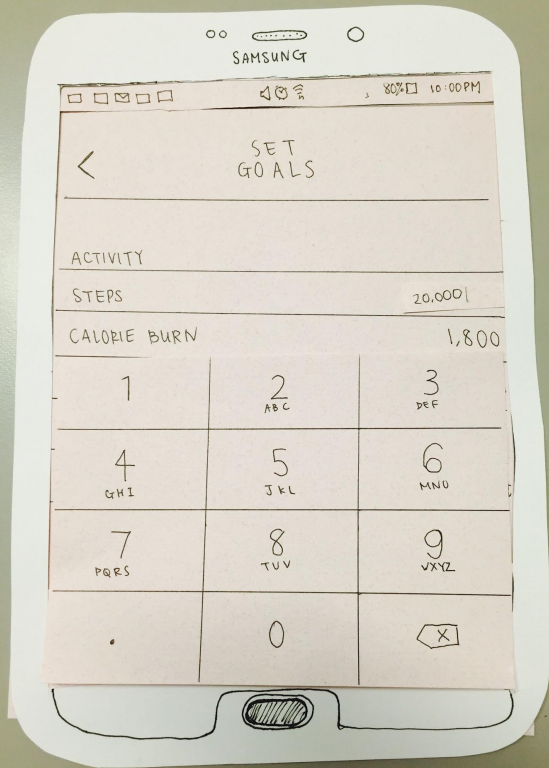 SAMSUNG
80% 10:00PM
SET
GOALS
ACTIVITY
STEPS 20,000|
CALORIE BURN 1,800
1 2 3
ABC DEF
4 5 6
GHI JKL MNO
7 8 9
PQRS TUV WXYZ
. 0 X